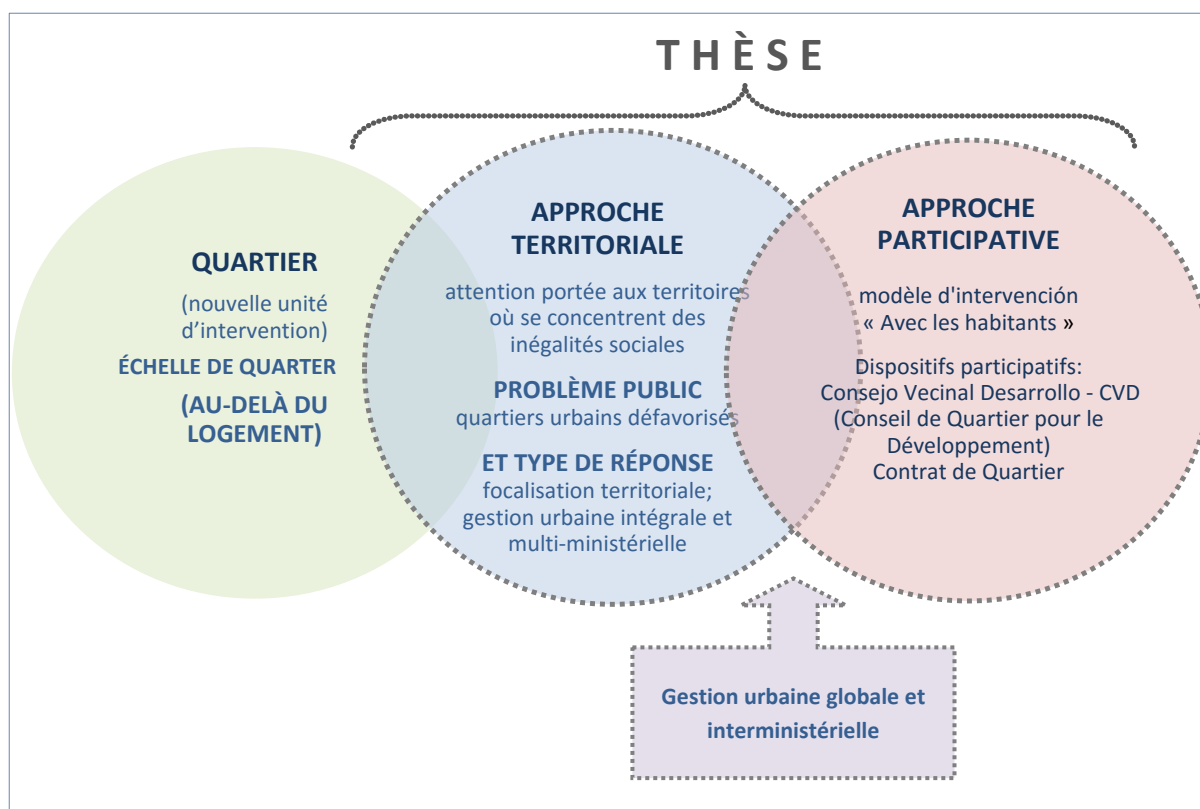 THÈSE
QUARTIER
(nouvelle unité
d’intervention)
ÉCHELLE DE QUARTER
(AU-DELÀ DU
LOGEMENT)
APPROCHE
TERRITORIALE
attention portée aux territoires
où se concentrent des
inégalités sociales
PROBLÈME PUBLIC
quartiers urbains défavorisés
ET TYPE DE RÉPONSE
focalisation territoriale;
gestion urbaine intégrale et
multi-ministérielle
APPROCHE
PARTICIPATIVE
modèle d'intervención
« Avec les habitants »
Dispositifs participatifs:
Consejo Vecinal Desarrollo - CVD
(Conseil de Quartier pour le
Développement)
Contrat de Quartier
Gestion urbaine globale et
interministérielle